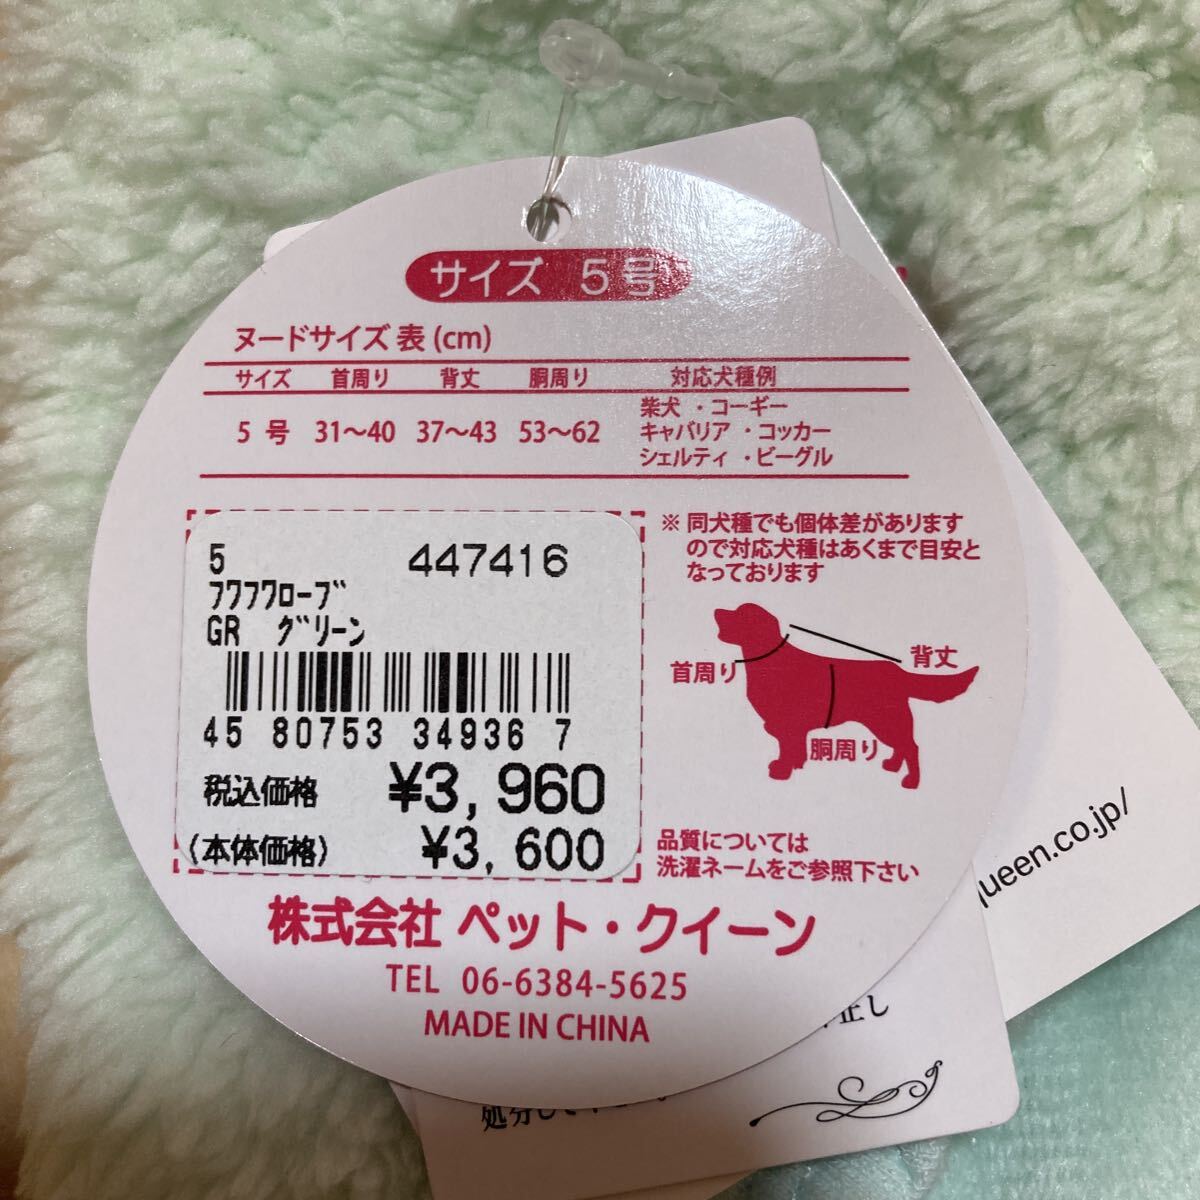 サイズ 5号
ヌードサイズ 表 (cm)
サイズ 首周り 背丈 胴周り 対応犬種例
5 号 31～40 37～43 53～62
柴犬 ・コーギー
キャバリア ・コッカー
シェルティ ・ビーグル
※ 同犬種でも個体差があります
ので対応犬種はあくまで目安と
なっております
5 447416
ﾌﾜﾌﾜﾛｰﾌﾞ
GR ｸﾞﾘｰﾝ
45 80753 34936 7
税込価格 ¥3,960
(本体価格) ¥3,600
首周り
背丈
胴周り
品質については
洗濯ネームをご参照下さい
株式会社 ペット・クイーン
TEL 06-6384-5625
MADE IN CHINA
queen.co.jp/
正し
処分して